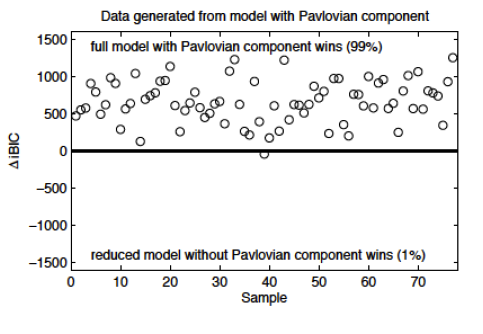 Data generated from model with Pavlovian component
1500
full model with Pavlovian component wins (99%)
1000
500
0
−500
−1000
reduced model without Pavlovian component wins (1%)
−1500
ΔiBIC
0 10 20 30 40 50 60 70
Sample